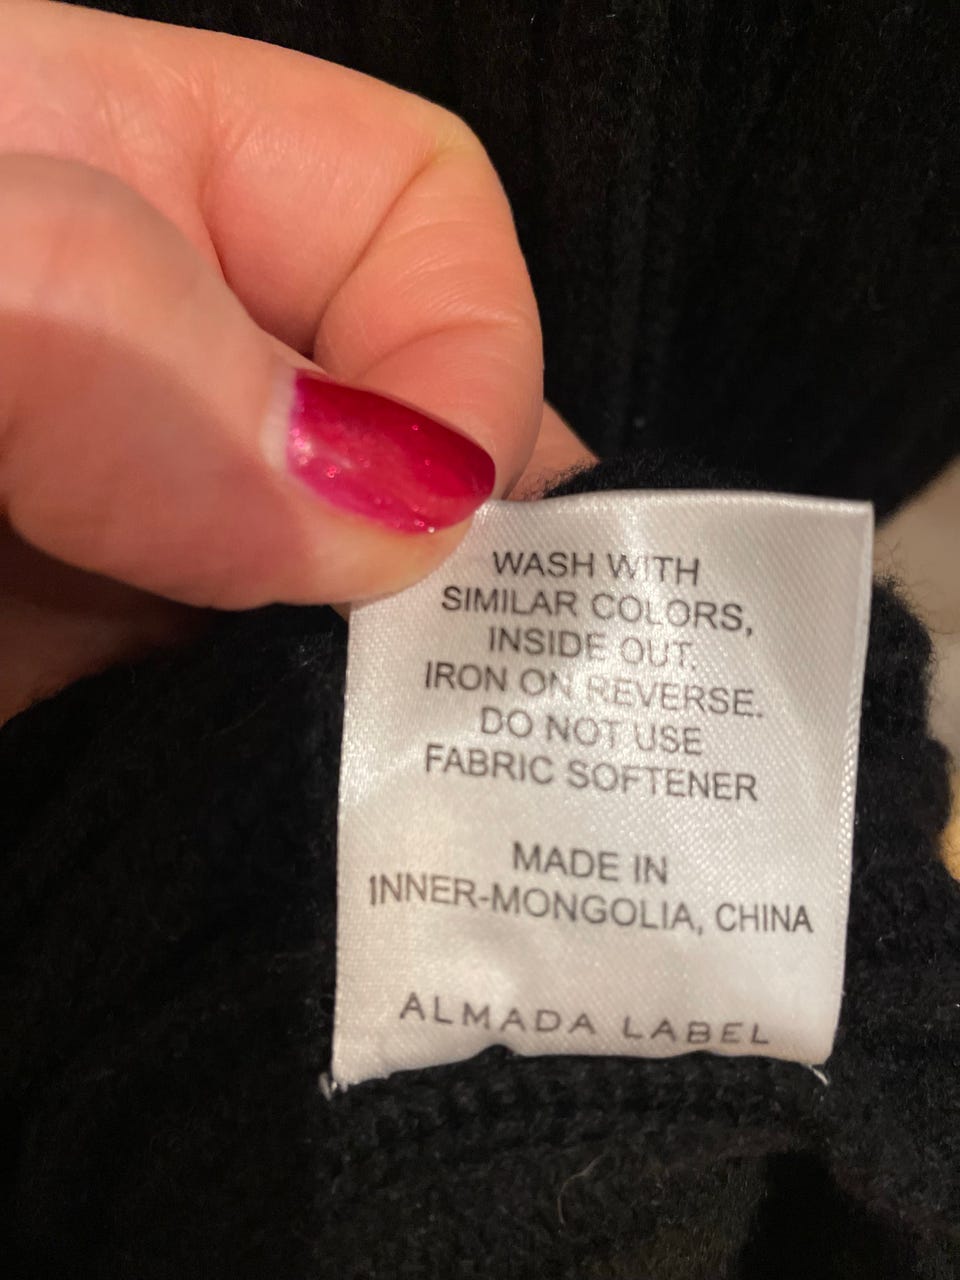 WASH WITH
SIMILAR COLORS,
INSIDE OUT.
IRON ON REVERSE.
DO NOT USE
FABRIC SOFTENER
MADE IN
INNER-MONGOLIA, CHINA
ALMADA LABEL